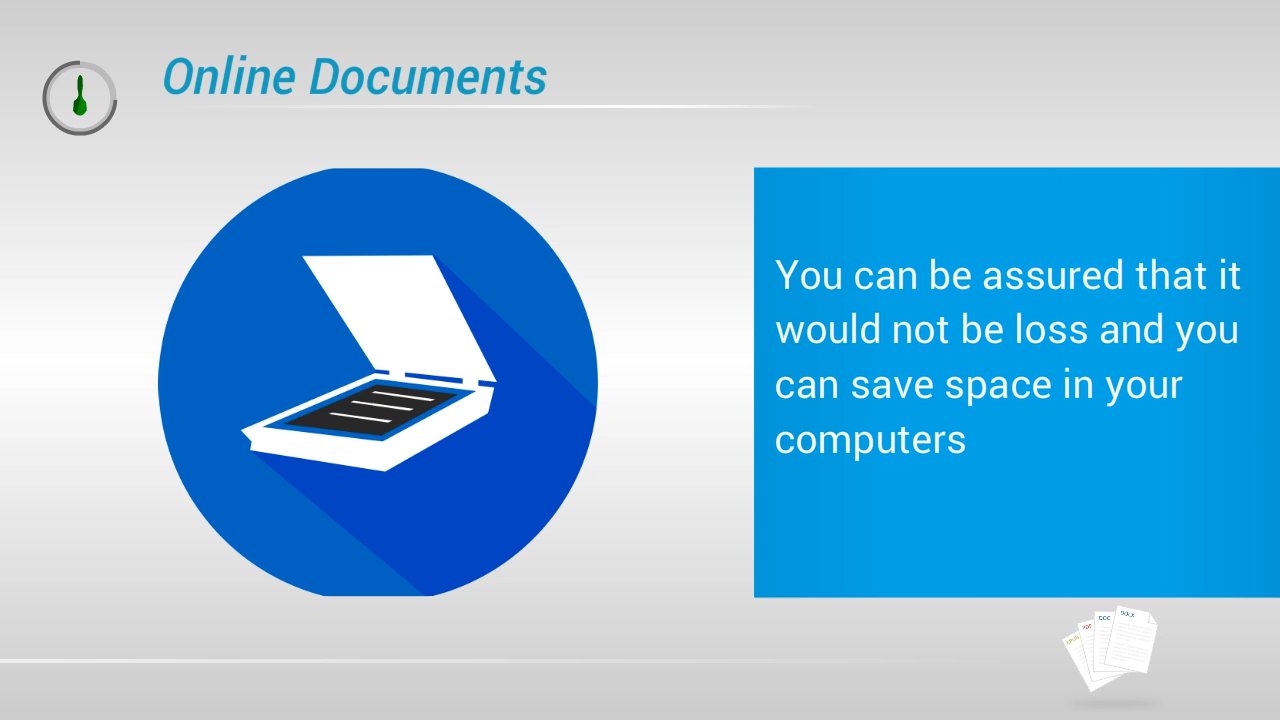 Online Documents
You can be assured that it
would not be loss and you
can save space in your
computers
PDF
DOC
DOCX